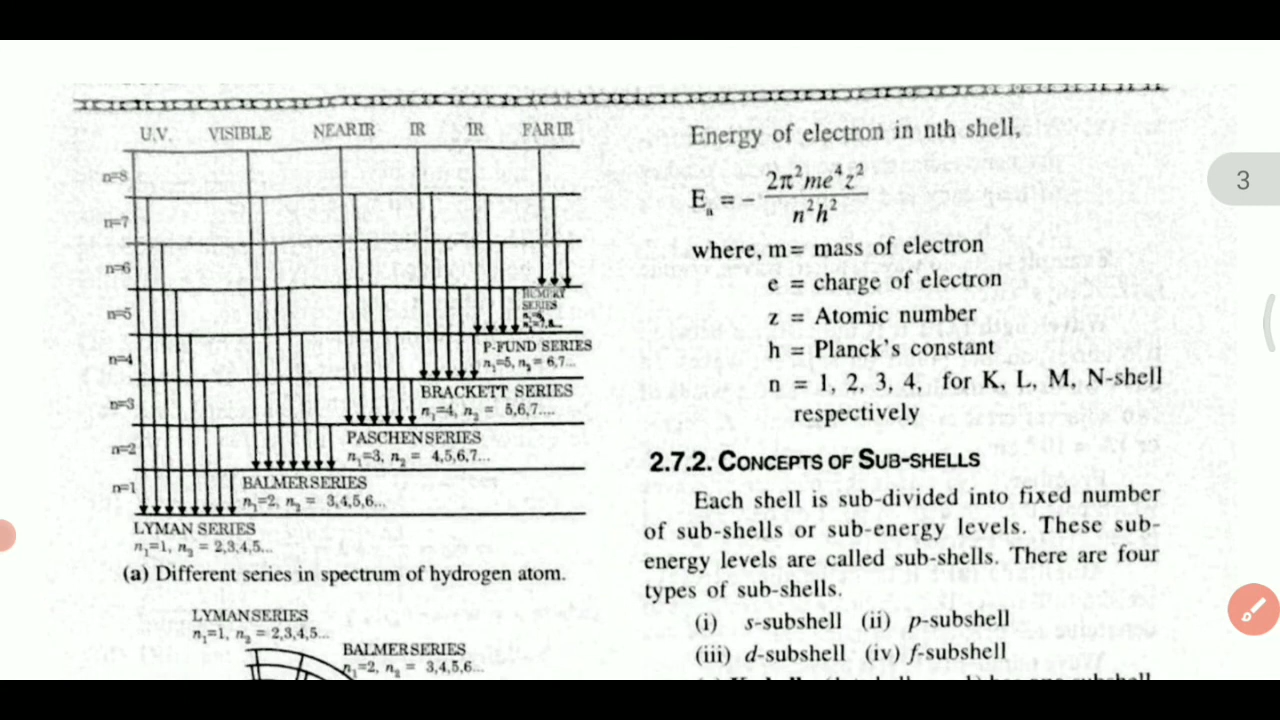 3
U.V. VISIBLE NEAR IR IR IR FAR IR
n=8
n=7
n=6
n=5
n=4
n=3
n=2
n=1
SERIES
P-FUND SERIES
n₁=5, n₂ = 6,7...
BRACKETT SERIES
n₁=4, n₂ = 5,6,7....
PASCHEN SERIES
n₁=3, n₂ = 4,5,6,7...
BALMER SERIES
n₁=2, n₂ = 3,4,5,6...
LYMAN SERIES
n₁=1, n₂ = 2,3,4,5...
(a) Different series in spectrum of hydrogen atom.
LYMAN SERIES
n₁=1, n₂ = 2,3,4,5...
BALMER SERIES
n₁=2, n₂ = 3,4,5,6...
Energy of electron in nth shell,
Eₙ = - 2π²me⁴z² / n²h²
where, m = mass of electron
e = charge of electron
z = Atomic number
h = Planck's constant
n = 1, 2, 3, 4, for K, L, M, N-shell
respectively
2.7.2. CONCEPTS OF SUB-SHELLS
Each shell is sub-divided into fixed number
of sub-shells or sub-energy levels. These sub-
energy levels are called sub-shells. There are four
types of sub-shells.
(i) s-subshell (ii) p-subshell
(iii) d-subshell (iv) f-subshell